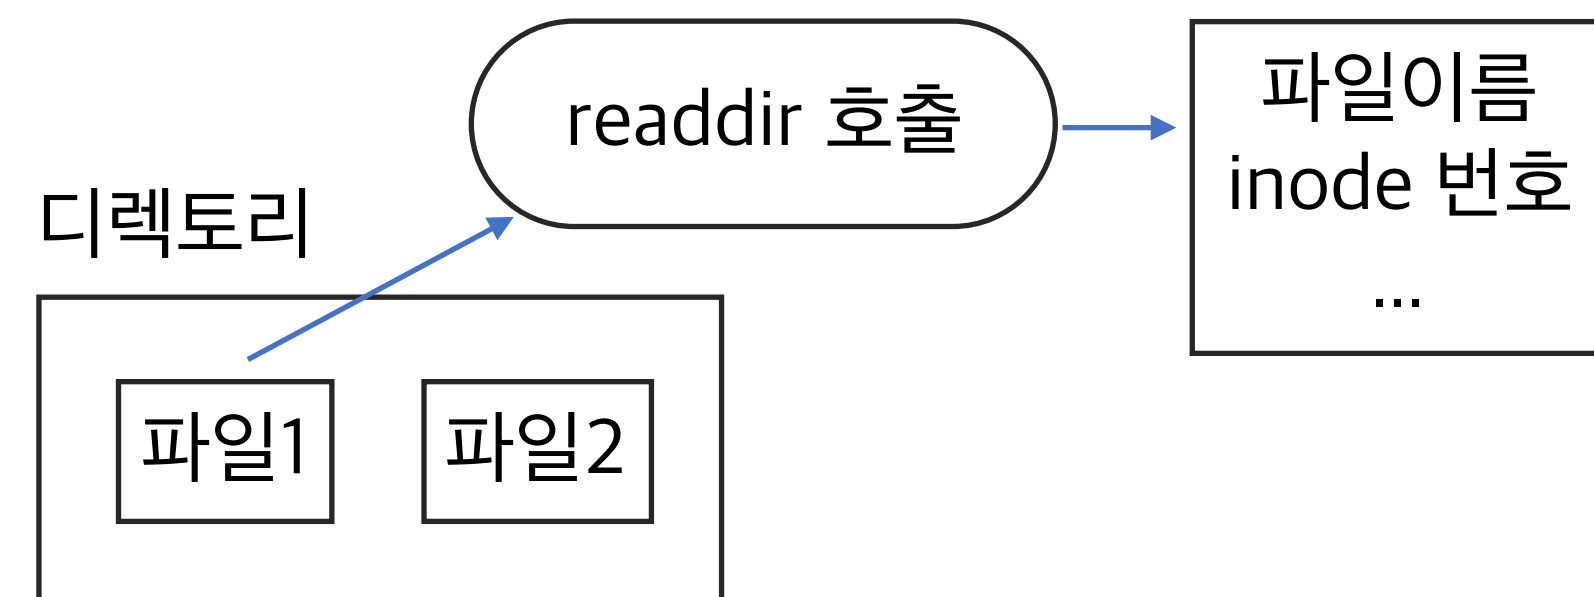 readdir 호출
파일이름
inode 번호
...
디렉토리
파일1
파일2